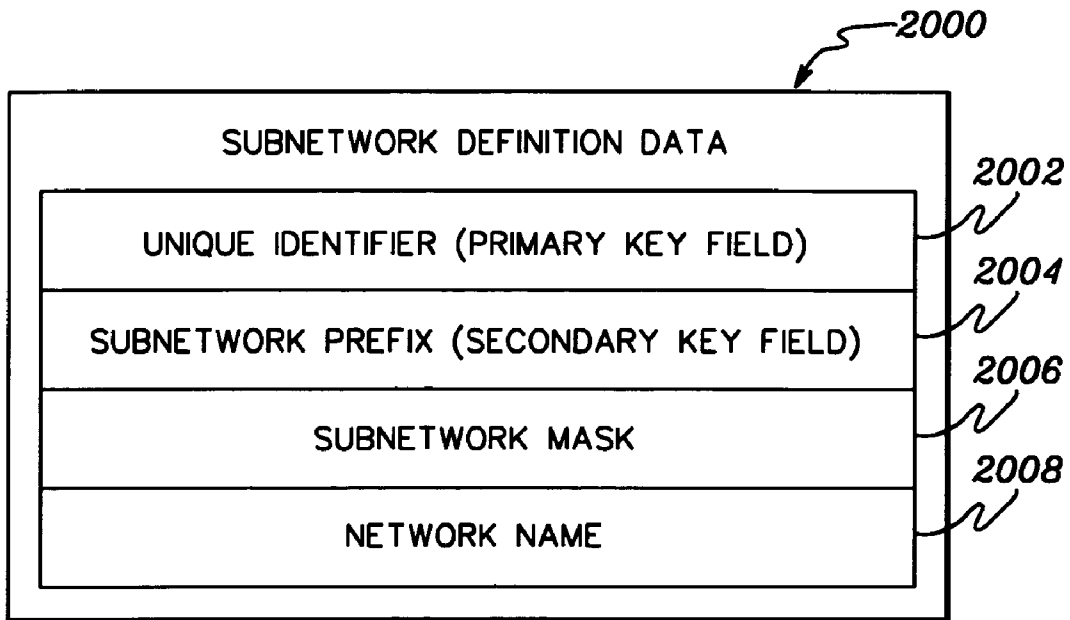 2000
SUBNETWORK DEFINITION DATA
2002
UNIQUE IDENTIFIER (PRIMARY KEY FIELD)
2004
SUBNETWORK PREFIX (SECONDARY KEY FIELD)
2006
SUBNETWORK MASK
2008
NETWORK NAME